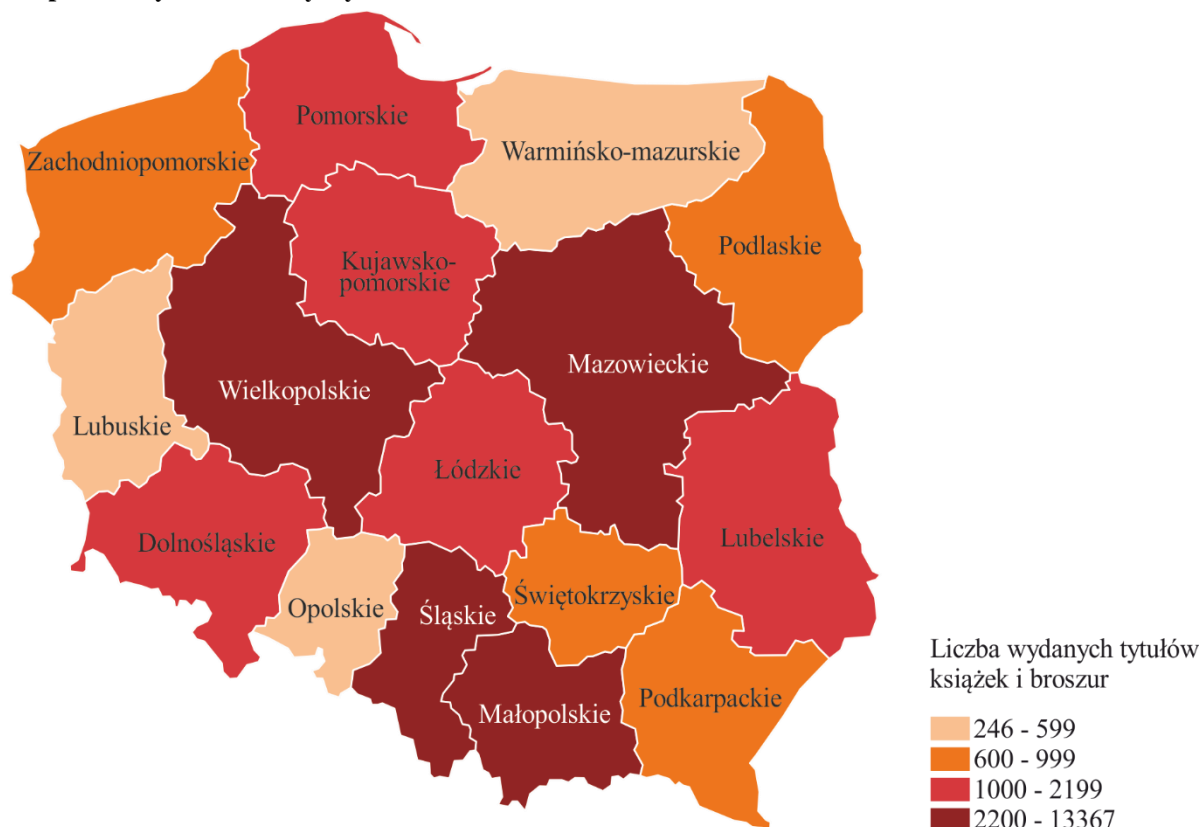 Pomorskie
Warmińsko-mazurskie
Zachodniopomorskie
Podlaskie
Kujawsko-
pomorskie
Mazowieckie
Wielkopolskie
Lubuskie
Łódzkie
Lubelskie
Dolnośląskie
Świętokrzyskie
Opolskie
Śląskie
Podkarpackie
Małopolskie
Liczba wydanych tytułów
książek i broszur
246 - 599
600 - 999
1000 - 2199
2200 - 13367